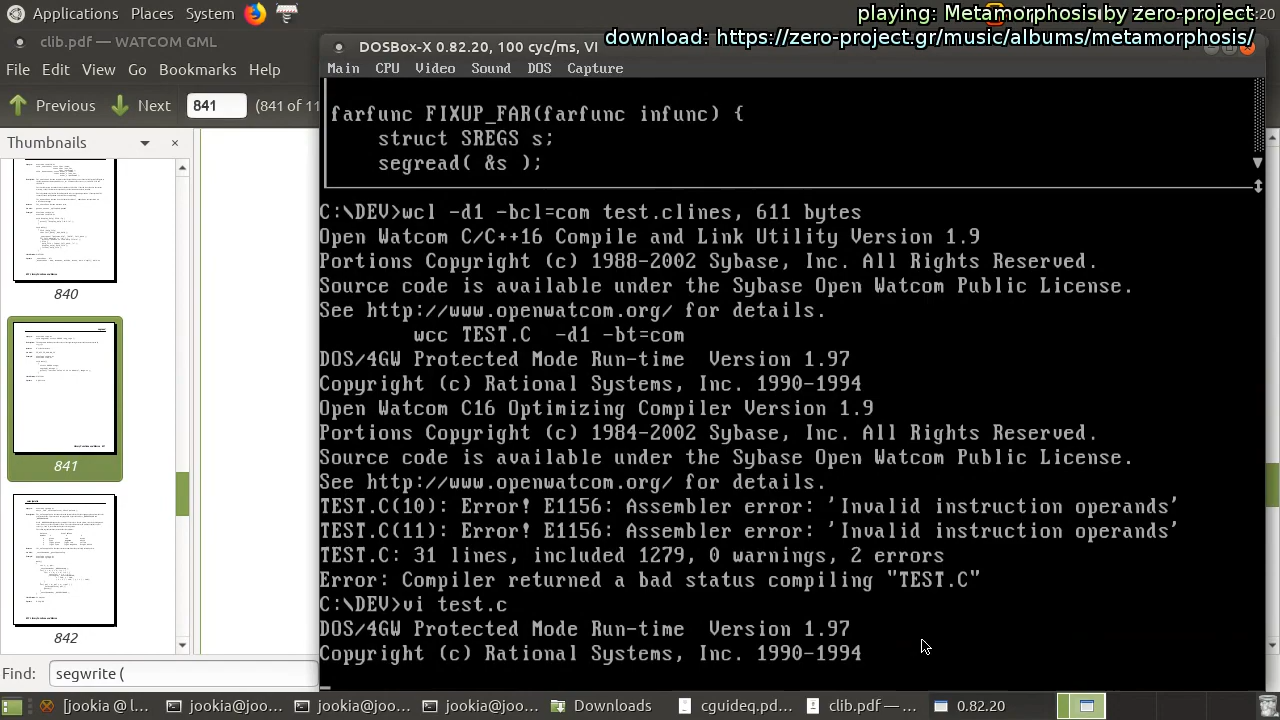 Applications Places System
playing: Metamorphosis by zero-project
:20
clib.pdf — WATCOM GML
DOSBox-X 0.82.20, 100 cyc/ms, VI
download: https://zero-project.gr/music/albums/metamorphosis/
File Edit View Go Bookmarks Help
Main CPU Video Sound DOS Capture
Previous Next 841 (841 of 11
Thumbnails
farfunc FIXUP_FAR(farfunc infunc) {
struct SREGS s;
segread( &s );
C:\DEV>wcl -bcl=com test.clines, 611 bytes
Open Watcom C/C++16 Compile and Link Utility Version 1.9
Portions Copyright (c) 1988-2002 Sybase, Inc. All Rights Reserved.
Source code is available under the Sybase Open Watcom Public License.
See http://www.openwatcom.org/ for details.
wcc TEST.C -d1 -bt=com
DOS/4GW Protected Mode Run-time Version 1.97
Copyright (c) Rational Systems, Inc. 1990-1994
Open Watcom C16 Optimizing Compiler Version 1.9
Portions Copyright (c) 1984-2002 Sybase, Inc. All Rights Reserved.
Source code is available under the Sybase Open Watcom Public License.
See http://www.openwatcom.org/ for details.
TEST.C(10): Error! E1156: Assembler error: 'Invalid instruction operands'
TEST.C(11): Error! E1156: Assembler error: 'Invalid instruction operands'
TEST.C: 31 lines, included 1279, 0 warnings, 2 errors
Error: Compiler returned a bad status compiling "TEST.C"
C:\DEV>vi test.c
DOS/4GW Protected Mode Run-time Version 1.97
Copyright (c) Rational Systems, Inc. 1990-1994
840
841
842
Find: segwrite (
[jookia @ l... jookia@joo... jookia@joo... jookia@joo... Downloads cguideq.pd... clib.pdf — ... 0.82.20